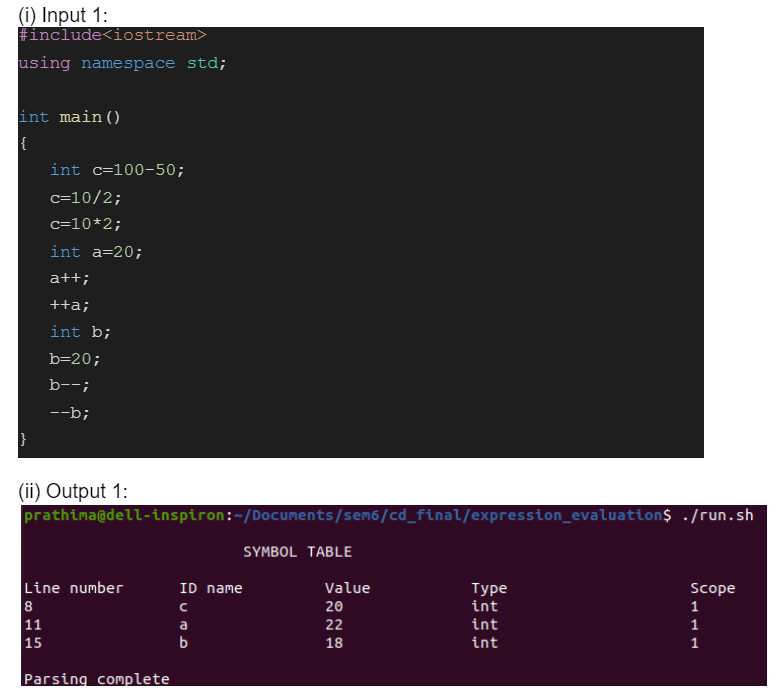 (i) Input 1:
#include<iostream>
using namespace std;
int main()
{
int c=100-50;
c=10/2;
c=10*2;
int a=20;
a++;
++a;
int b;
b=20;
b--;
--b;
}
(ii) Output 1:
prathima@dell-inspiron:~/Documents/sem6/cd_final/expression_evaluation$ ./run.sh
SYMBOL TABLE
Line number ID name Value Type Scope
8 c 20 int 1
11 a 22 int 1
15 b 18 int 1
Parsing complete